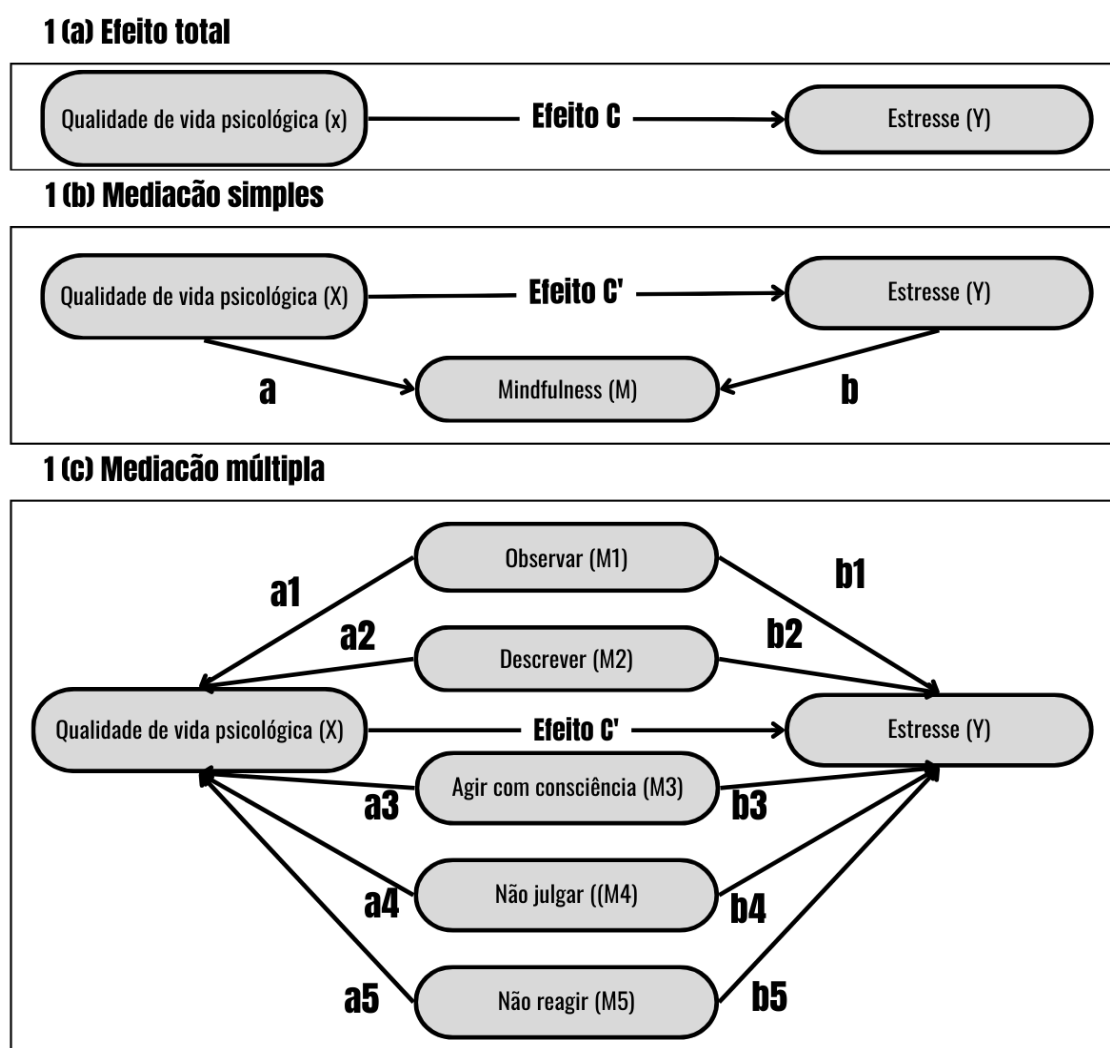 1 (a) Efeito total
Qualidade de vida psicológica (x)
Efeito C
Estresse (Y)
1 (b) Mediacão simples
Qualidade de vida psicológica (X)
Efeito C'
Estresse (Y)
a
Mindfulness (M)
b
1 (c) Mediacão múltipla
Observar (M1)
a1
b1
a2
Descrever (M2)
b2
Qualidade de vida psicológica (X)
Efeito C'
Estresse (Y)
a3
Agir com consciência (M3)
b3
a4
Não julgar ((M4)
b4
a5
Não reagir (M5)
b5